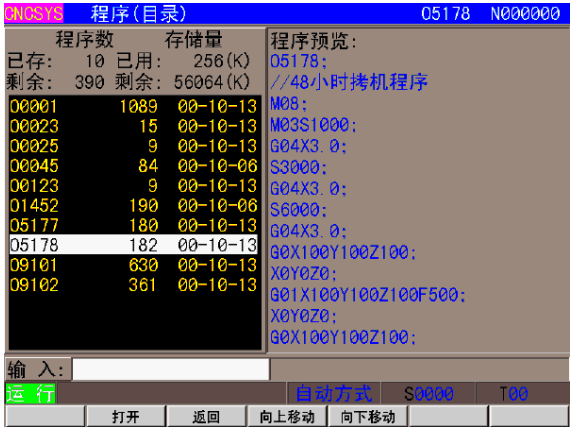 CNCSYS 程序(目录) O5178 N000000
程序数 存储量
已存: 10 已用: 256(K)
剩余: 390 剩余: 56064(K)
O0001 1089 00-10-13
O0023 15 00-10-13
O0025 9 00-10-13
O0045 84 00-10-06
O0123 9 00-10-13
O1452 190 00-10-06
O5177 180 00-10-13
O5178 182 00-10-13
O9101 630 00-10-13
O9102 361 00-10-13
程序预览:
O5178;
//48小时拷机程序
M08;
M03S1000;
G04X3.0;
S3000;
G04X3.0;
S6000;
G04X3.0;
G0X100Y100Z100;
X0Y0Z0;
G01X100Y100Z100F500;
X0Y0Z0;
G0X100Y100Z100;
输 入:
运 行 自动方式 S0000 T00
打开 返回 向上移动 向下移动